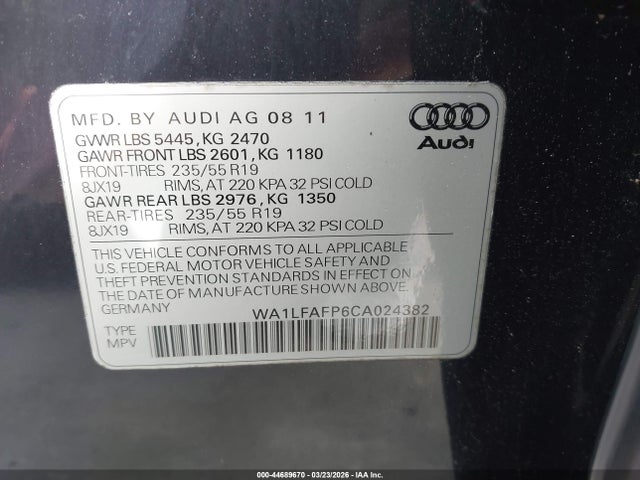 MFD. BY AUDI AG 08 11
GVWR LBS 5445, KG 2470
GAWR FRONT LBS 2601, KG 1180
FRONT-TIRES 235/55 R19
8JX19 RIMS, AT 220 KPA 32 PSI COLD
GAWR REAR LBS 2976, KG 1350
REAR-TIRES 235/55 R19
8JX19 RIMS, AT 220 KPA 32 PSI COLD
Audi
THIS VEHICLE CONFORMS TO ALL APPLICABLE
U.S. FEDERAL MOTOR VEHICLE SAFETY AND
THEFT PREVENTION STANDARDS IN EFFECT ON
THE DATE OF MANUFACTURE SHOWN ABOVE.
GERMANY WA1LFAFP6CA024382
TYPE
MPV
000-44689670 | 03/23/2026 - IAA Inc.